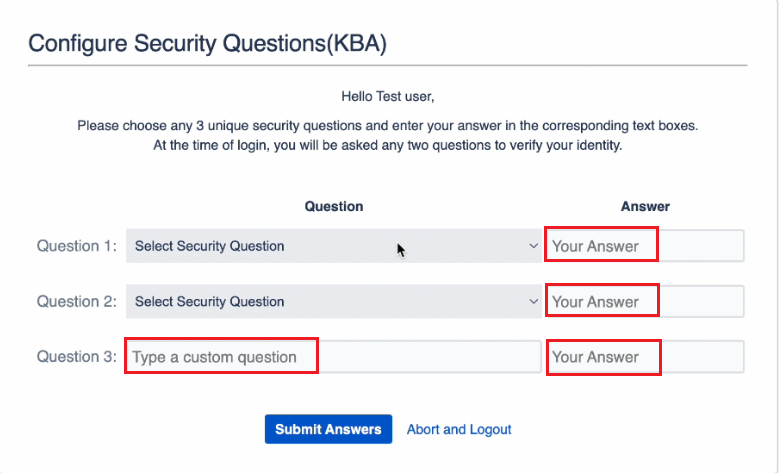 Configure Security Questions(KBA)
Hello Test user,
Please choose any 3 unique security questions and enter your answer in the corresponding text boxes.
At the time of login, you will be asked any two questions to verify your identity.
Question Answer
Question 1: Select Security Question Your Answer
Question 2: Select Security Question Your Answer
Question 3: Type a custom question Your Answer
Submit Answers Abort and Logout